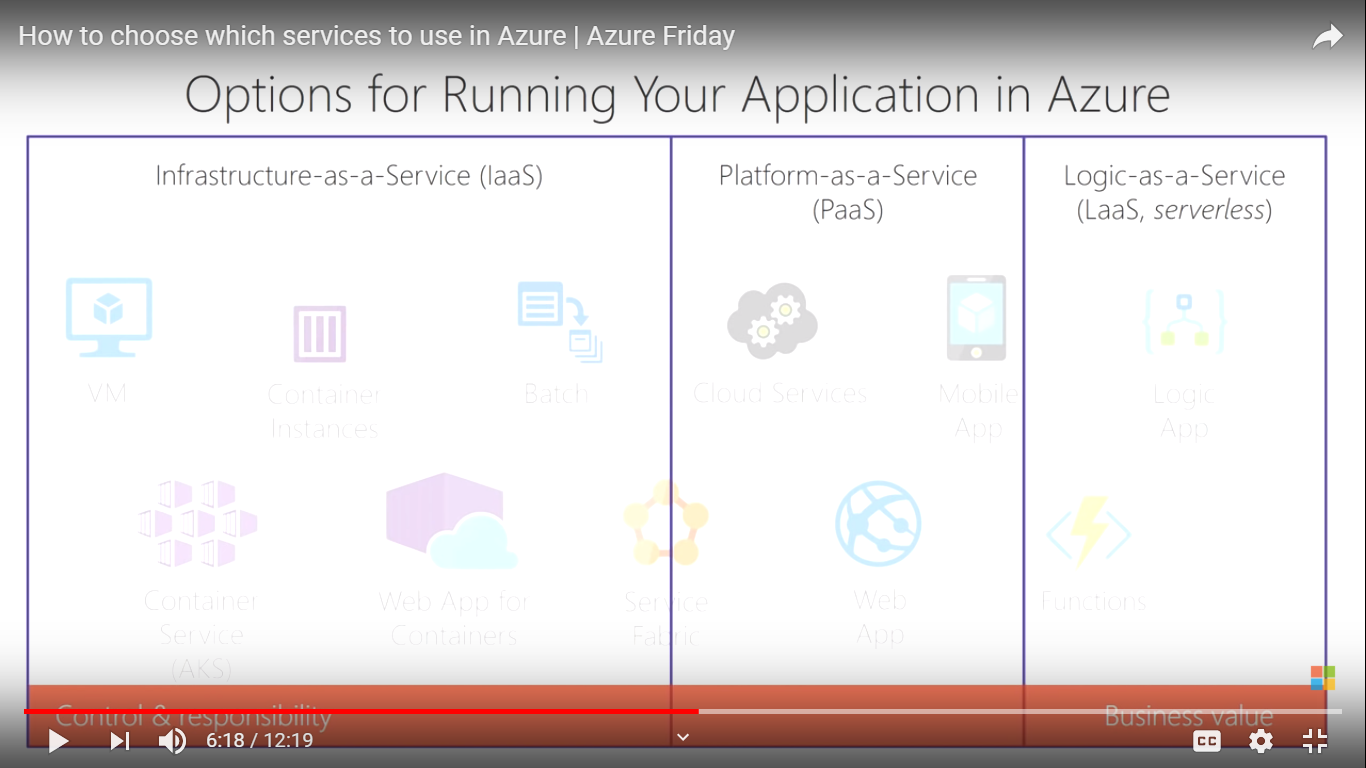 How to choose which services to use in Azure | Azure Friday
Options for Running Your Application in Azure
Infrastructure-as-a-Service (IaaS)
Platform-as-a-Service
(PaaS)
Logic-as-a-Service
(LaaS, serverless)
VM
Container
Instances
Batch
Cloud Services
Mobile
App
Logic
App
Container
Service
(AKS)
Web App for
Containers
Service
Fabric
Web
App
Functions
Control & responsibility
Business value
6:18 / 12:19
CC